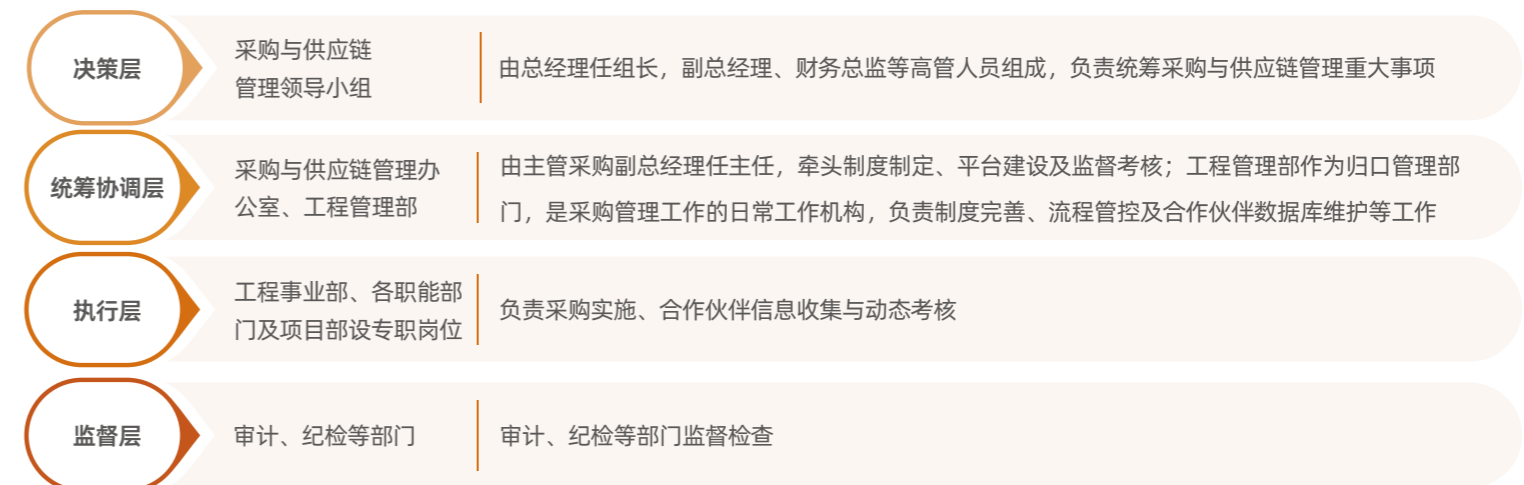 决策层
采购与供应链
管理领导小组
由总经理任组长，副总经理、财务总监等高管人员组成，负责统筹采购与供应链管理重大事项
统筹协调层
采购与供应链管理办
公室、工程管理部
由主管采购副总经理任主任，牵头制度制定、平台建设及监督考核；工程管理部作为归口管理部
门，是采购管理工作的日常工作机构，负责制度完善、流程管控及合作伙伴数据库维护等工作
执行层
工程事业部、各职能部
门及项目部设专职岗位
负责采购实施、合作伙伴信息收集与动态考核
监督层
审计、纪检等部门
审计、纪检等部门监督检查